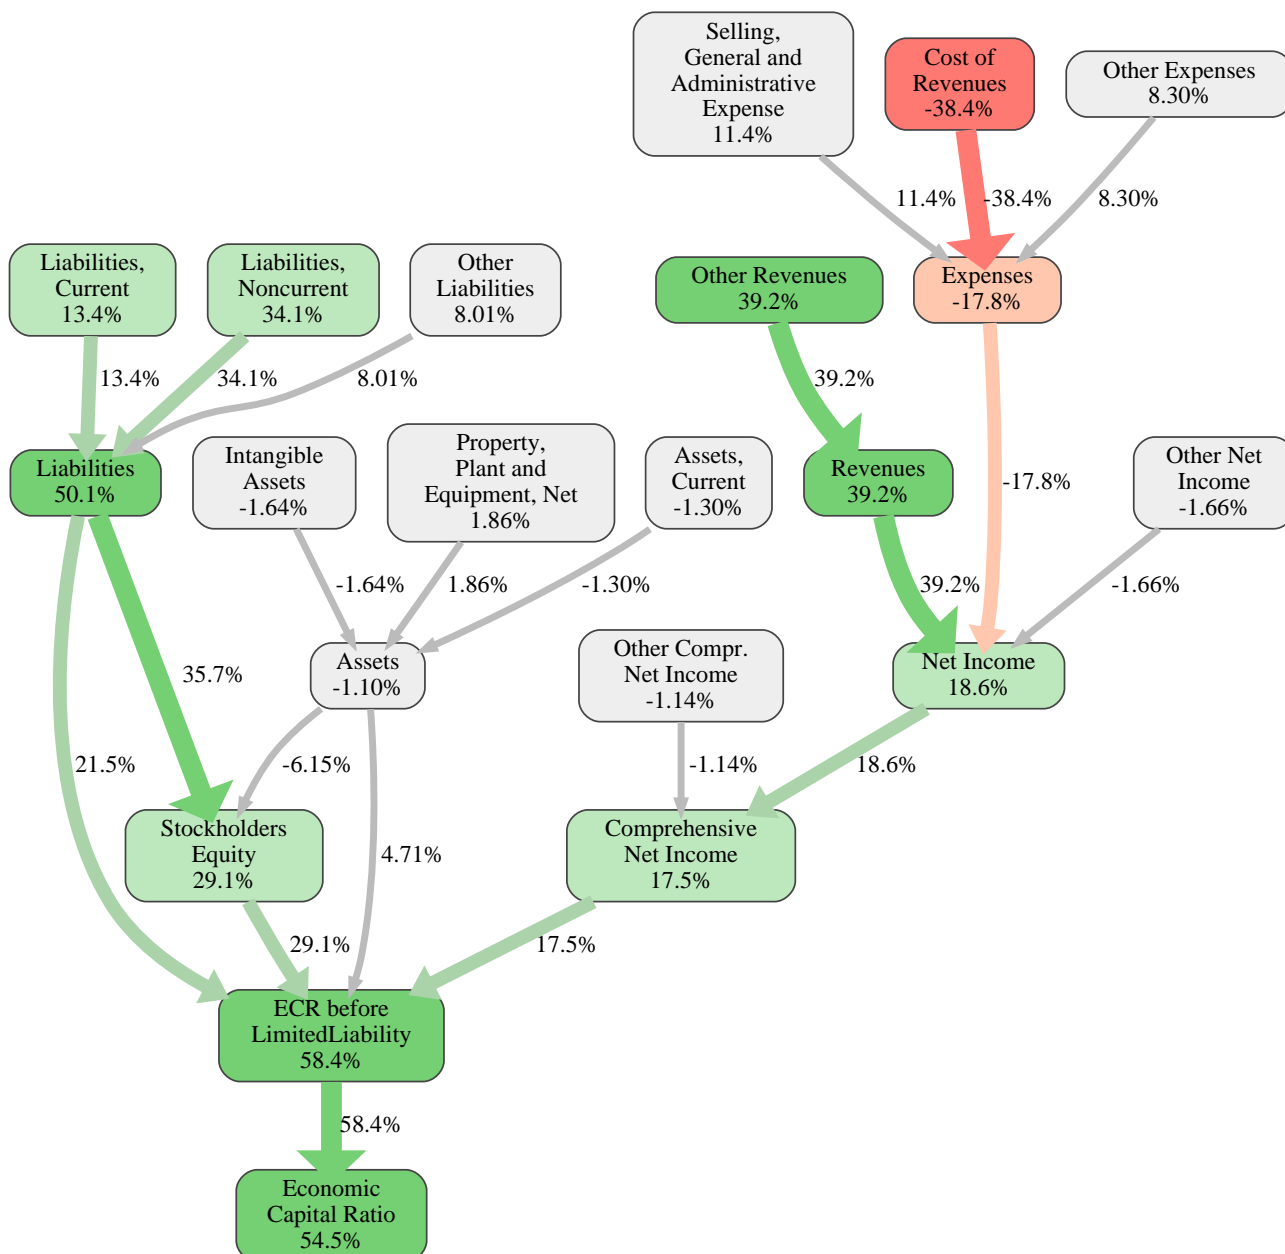 Selling,
General and
Administrative
Expense
11.4%
Cost of
Revenues
-38.4%
Other Expenses
8.30%
11.4%
-38.4%
8.30%
Liabilities,
Current
13.4%
Liabilities,
Noncurrent
34.1%
Other
Liabilities
8.01%
Other Revenues
39.2%
Expenses
-17.8%
13.4%
34.1%
8.01%
39.2%
-17.8%
Liabilities
50.1%
Intangible
Assets
-1.64%
Property,
Plant and
Equipment, Net
1.86%
Assets,
Current
-1.30%
Revenues
39.2%
Other Net
Income
-1.66%
-1.64%
1.86%
-1.30%
39.2%
-1.66%
35.7%
Assets
-1.10%
Other Compr.
Net Income
-1.14%
Net Income
18.6%
21.5%
-6.15%
4.71%
-1.14%
18.6%
Stockholders
Equity
29.1%
Comprehensive
Net Income
17.5%
29.1%
17.5%
ECR before
LimitedLiability
58.4%
58.4%
Economic
Capital Ratio
54.5%